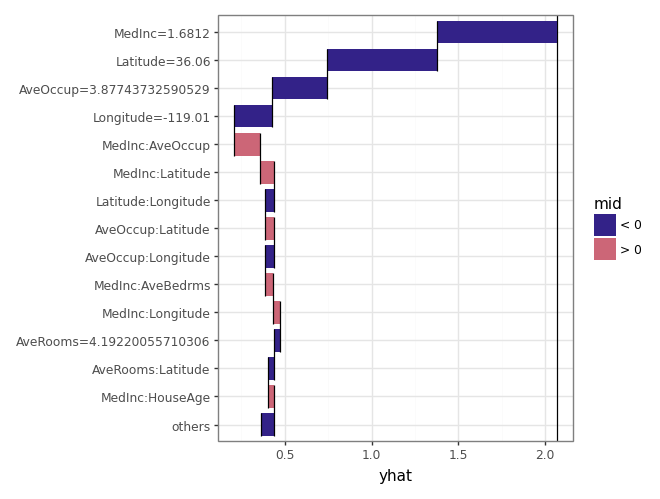 MedInc=1.6812
Latitude=36.06
AveOccup=3.87743732590529
Longitude=-119.01
MedInc:AveOccup
MedInc:Latitude
Latitude:Longitude
AveOccup:Latitude
AveOccup:Longitude
MedInc:AveBedrms
MedInc:Longitude
AveRooms=4.19220055710306
AveRooms:Latitude
MedInc:HouseAge
others
0.5 1.0 1.5 2.0
yhat
mid
< 0
> 0